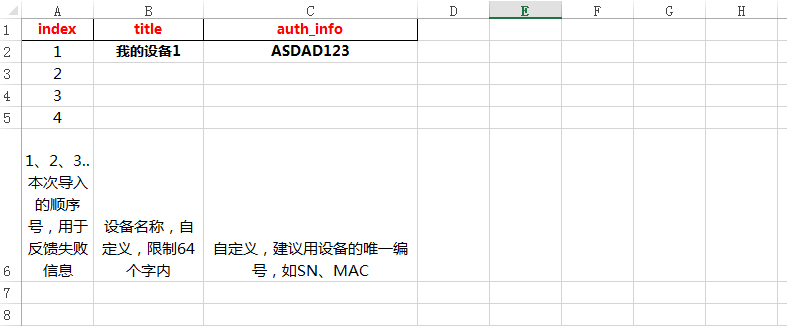 A B C D E F G H
1 index title auth_info
2 1 我的设备1 ASDAD123
3 2
4 3
5 4
1、2、3..
本次导入
的顺序
号，用于
反馈失败
信息
设备名称，自
定义，限制64
个字内
自定义，建议用设备的唯一编
号，如SN、MAC
6
7
8